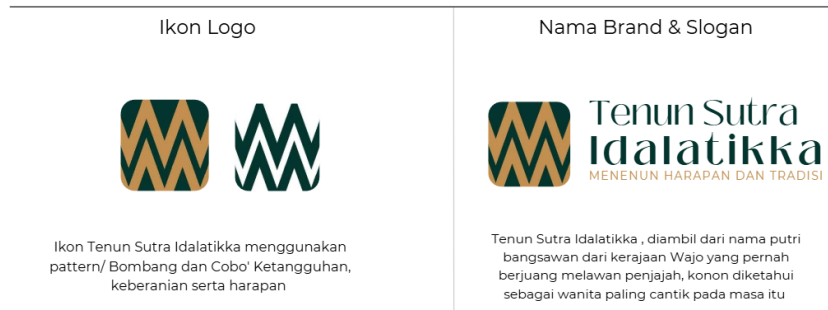 Ikon Logo
Ikon Tenun Sutra Idalatikka menggunakan
pattern/ Bombang dan Cobo' Ketangguhan,
keberanian serta harapan
Nama Brand & Slogan
Tenun Sutra
Idalatikka
MENENUN HARAPAN DAN TRADISI
Tenun Sutra Idalatikka , diambil dari nama putri
bangsawan dari kerajaan Wajo yang pernah
berjuang melawan penjajah, konon diketahui
sebagai wanita paling cantik pada masa itu